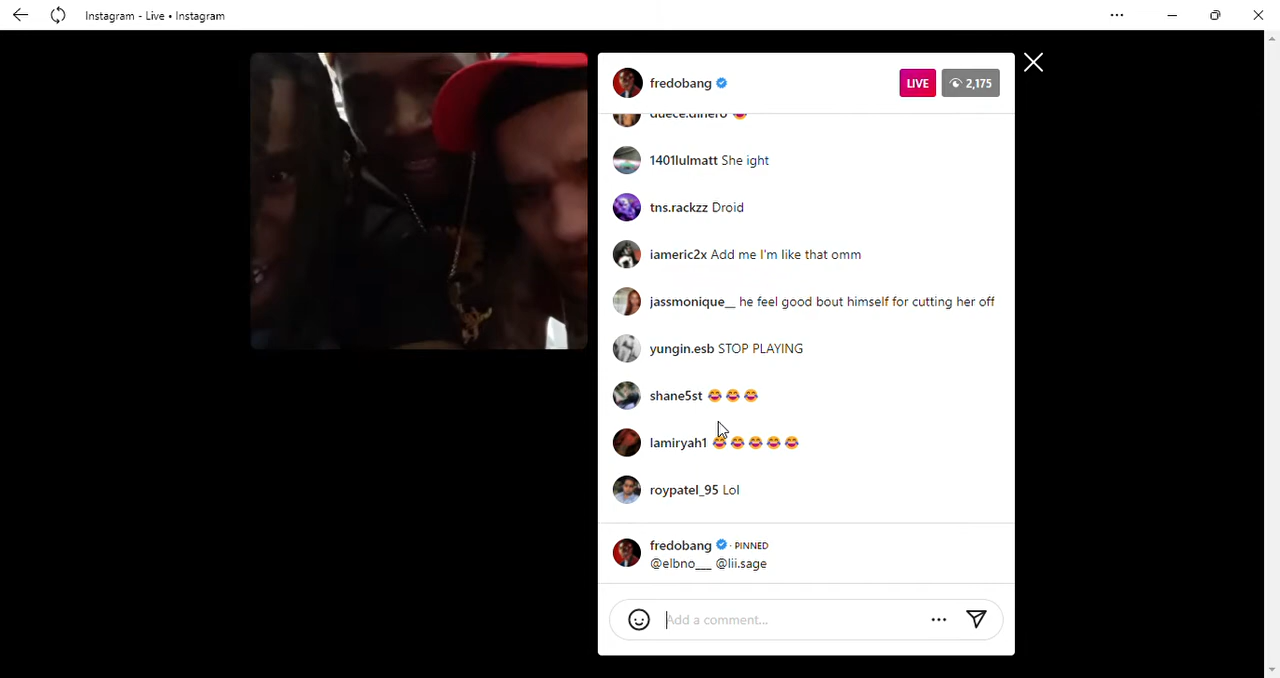 Instagram - Live • Instagram
fredobang
LIVE
2,175
duece.dinero 😂
1401lulmatt She ight
tns.rackzz Droid
iameric2x Add me I'm like that omm
jassmonique__ he feel good bout himself for cutting her off
yungin.esb STOP PLAYING
shane5st 😂😂😂
lamiryah1 😂😂😂😂😂
roypatel_95 Lol
fredobang · PINNED
@elbno___ @lii.sage
Add a comment...